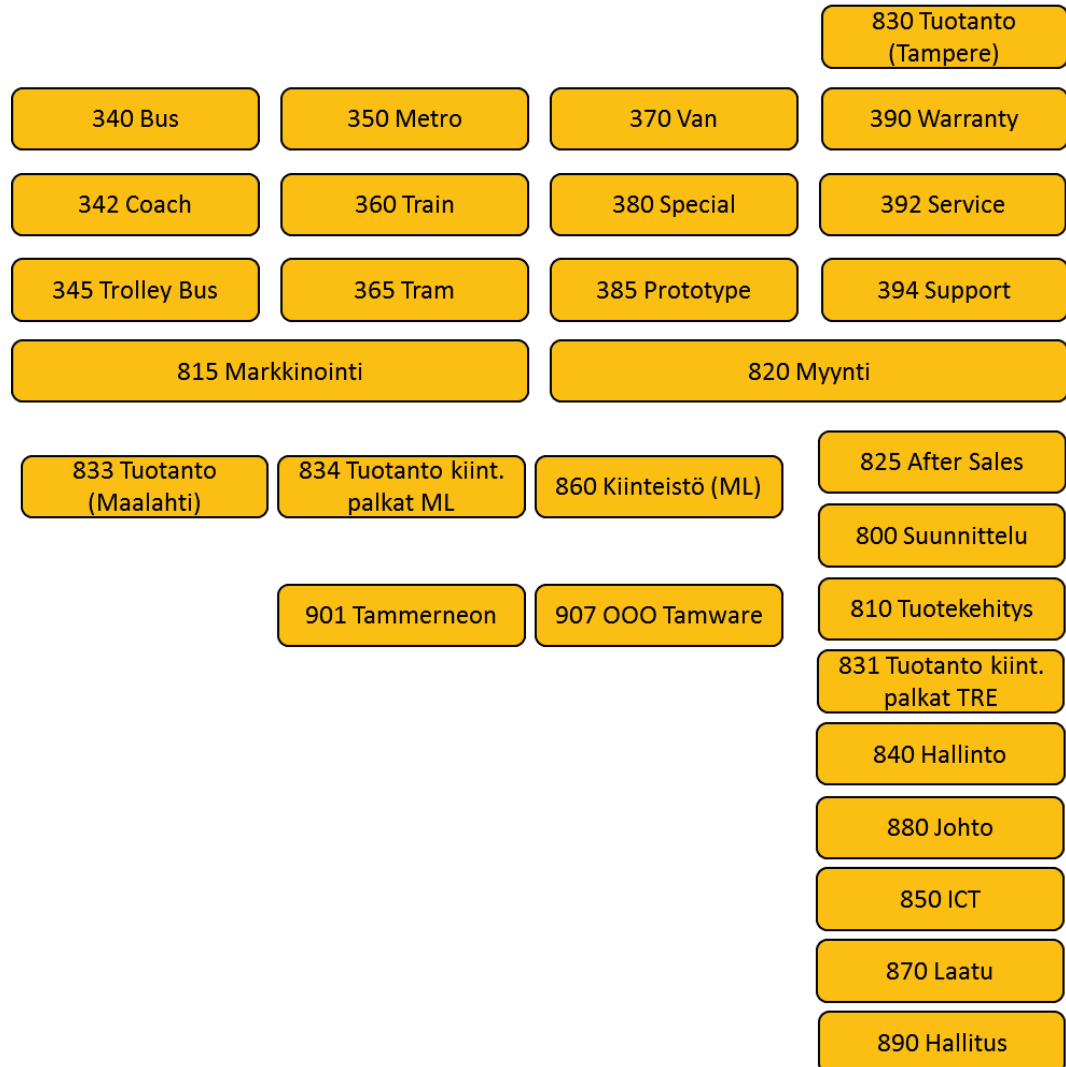 830 Tuotanto
(Tampere)
340 Bus
350 Metro
370 Van
390 Warranty
342 Coach
360 Train
380 Special
392 Service
345 Trolley Bus
365 Tram
385 Prototype
394 Support
815 Markkinointi
820 Myynti
825 After Sales
833 Tuotanto
(Maalahti)
834 Tuotanto kiint.
palkat ML
860 Kiinteistö (ML)
800 Suunnittelu
901 Tammerneon
907 OOO Tamware
810 Tuotekehitys
831 Tuotanto kiint.
palkat TRE
840 Hallinto
880 Johto
850 ICT
870 Laatu
890 Hallitus